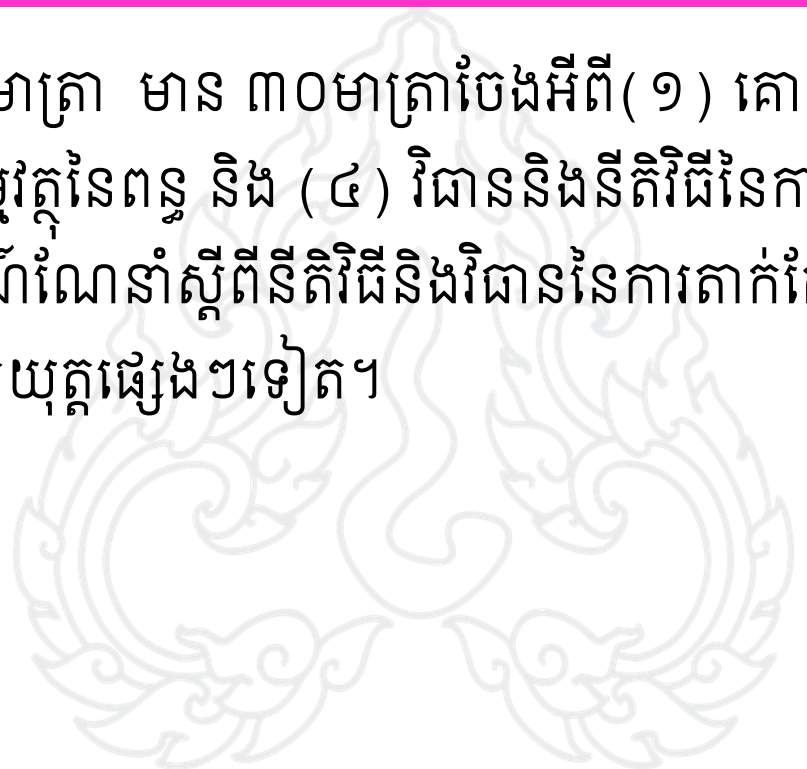 មាត្រា មាន ៣០មាត្រាចែងអីពី(១) គោ
វត្ថុនៃពន្ធ និង (៤) វិធាននិងនីតិវិធីនៃកា
ណែនាំស្តីពីនីតិវិធីនិងវិធាននៃការតាក់តែ
យុត្តផ្សេងៗទៀត។